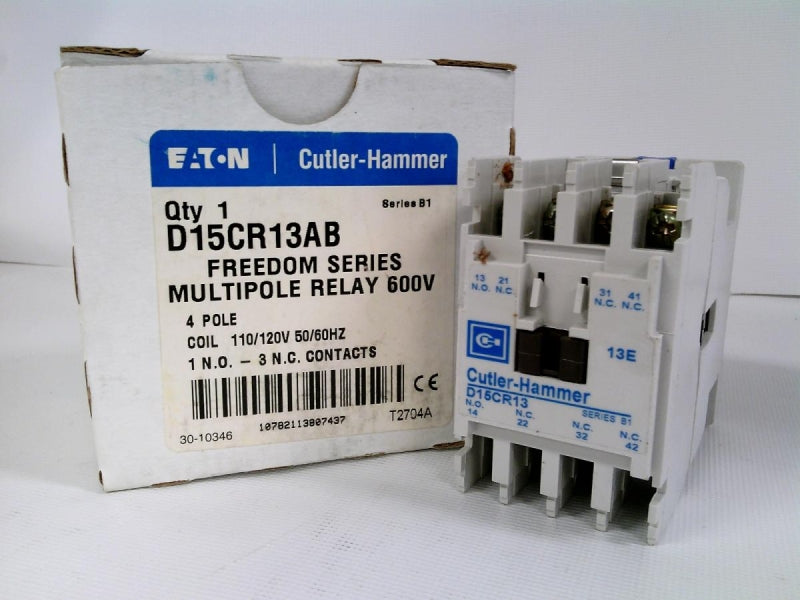 EATON | Cutler-Hammer
Qty 1 Series B1
D15CR13AB
FREEDOM SERIES
MULTIPOLE RELAY 600V
4 POLE
COIL 110/120V 50/60HZ
1 N.O. - 3 N.C. CONTACTS
CE
10782113807437
30-10346 T2704A
13 21 31 41
N.O. N.C. N.C. N.C.
13E
Cutler-Hammer
D15CR13
SERIES B1
N.O. N.C. N.C. N.C.
14 22 32 42